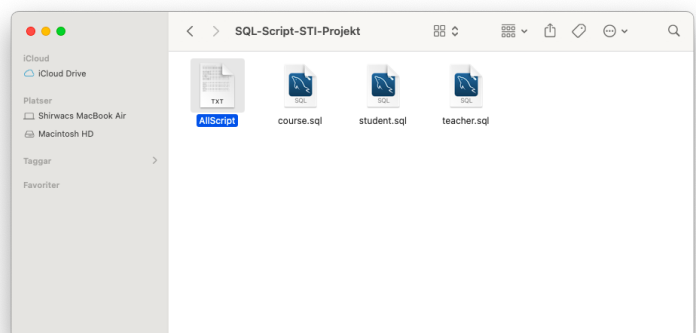 SQL-Script-STI-Projekt
iCloud
iCloud Drive
Platser
Shirwacs MacBook Air
Macintosh HD
Taggar
Favoriter
TXT
SQL
SQL
SQL
AllScript
course.sql
student.sql
teacher.sql